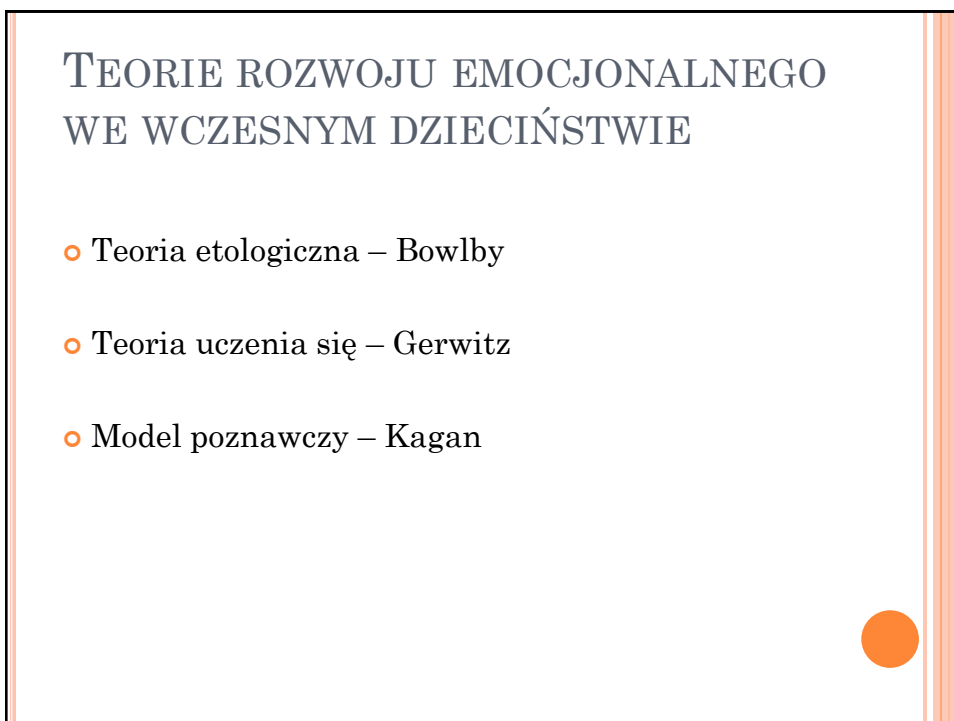 TEORIE ROZWOJU EMOCJONALNEGO
WE WCZESNYM DZIECIŃSTWIE
Teoria etologiczna – Bowlby
Teoria uczenia się – Gerwitz
Model poznawczy – Kagan